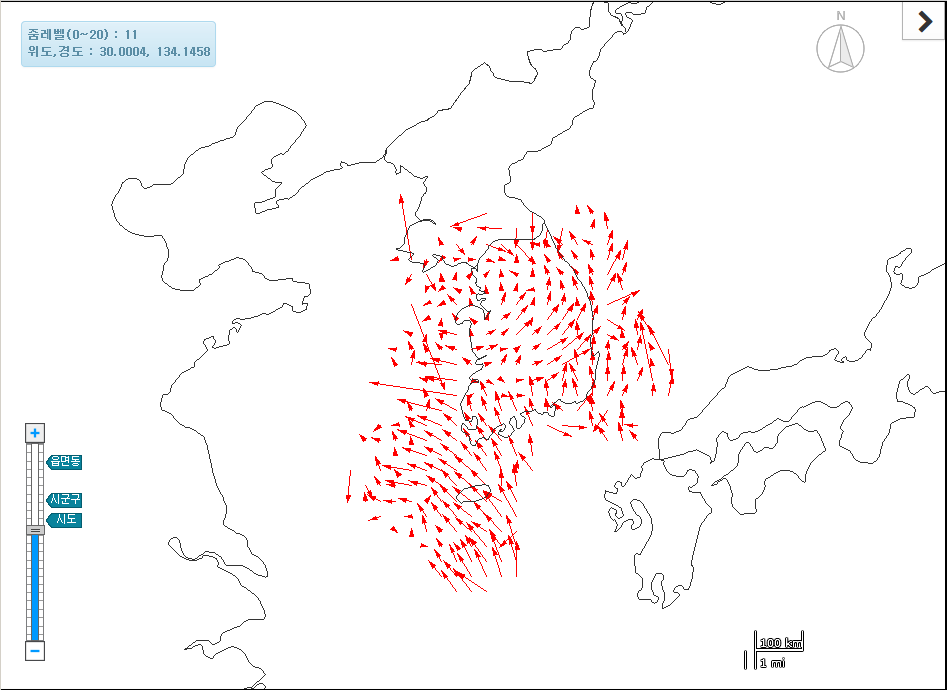 줌레벨(0~20) : 11
위도,경도 : 30.0004, 134.1458
N
읍면동
시군구
시도
100 km
1 mi